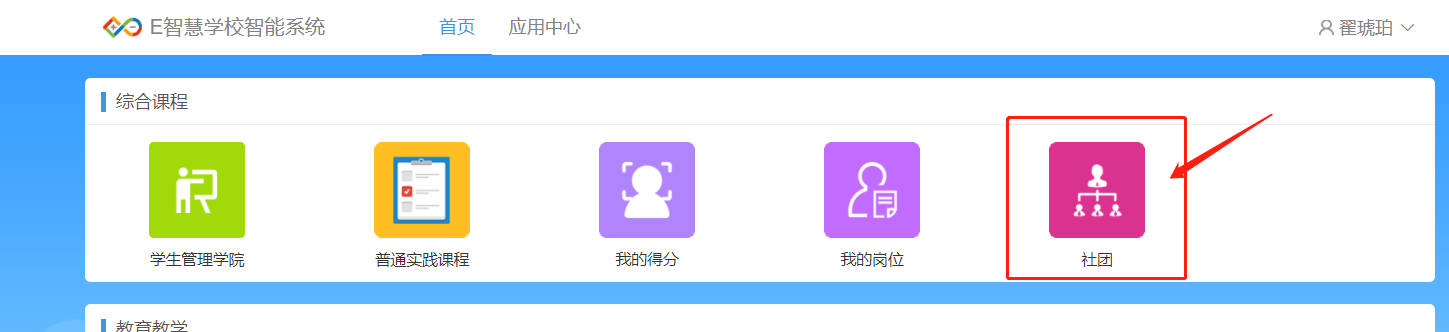 E智慧学校智能系统
首页
应用中心
翟琥珀
综合课程
学生管理学院
普通实践课程
我的得分
我的岗位
社团
教育教学